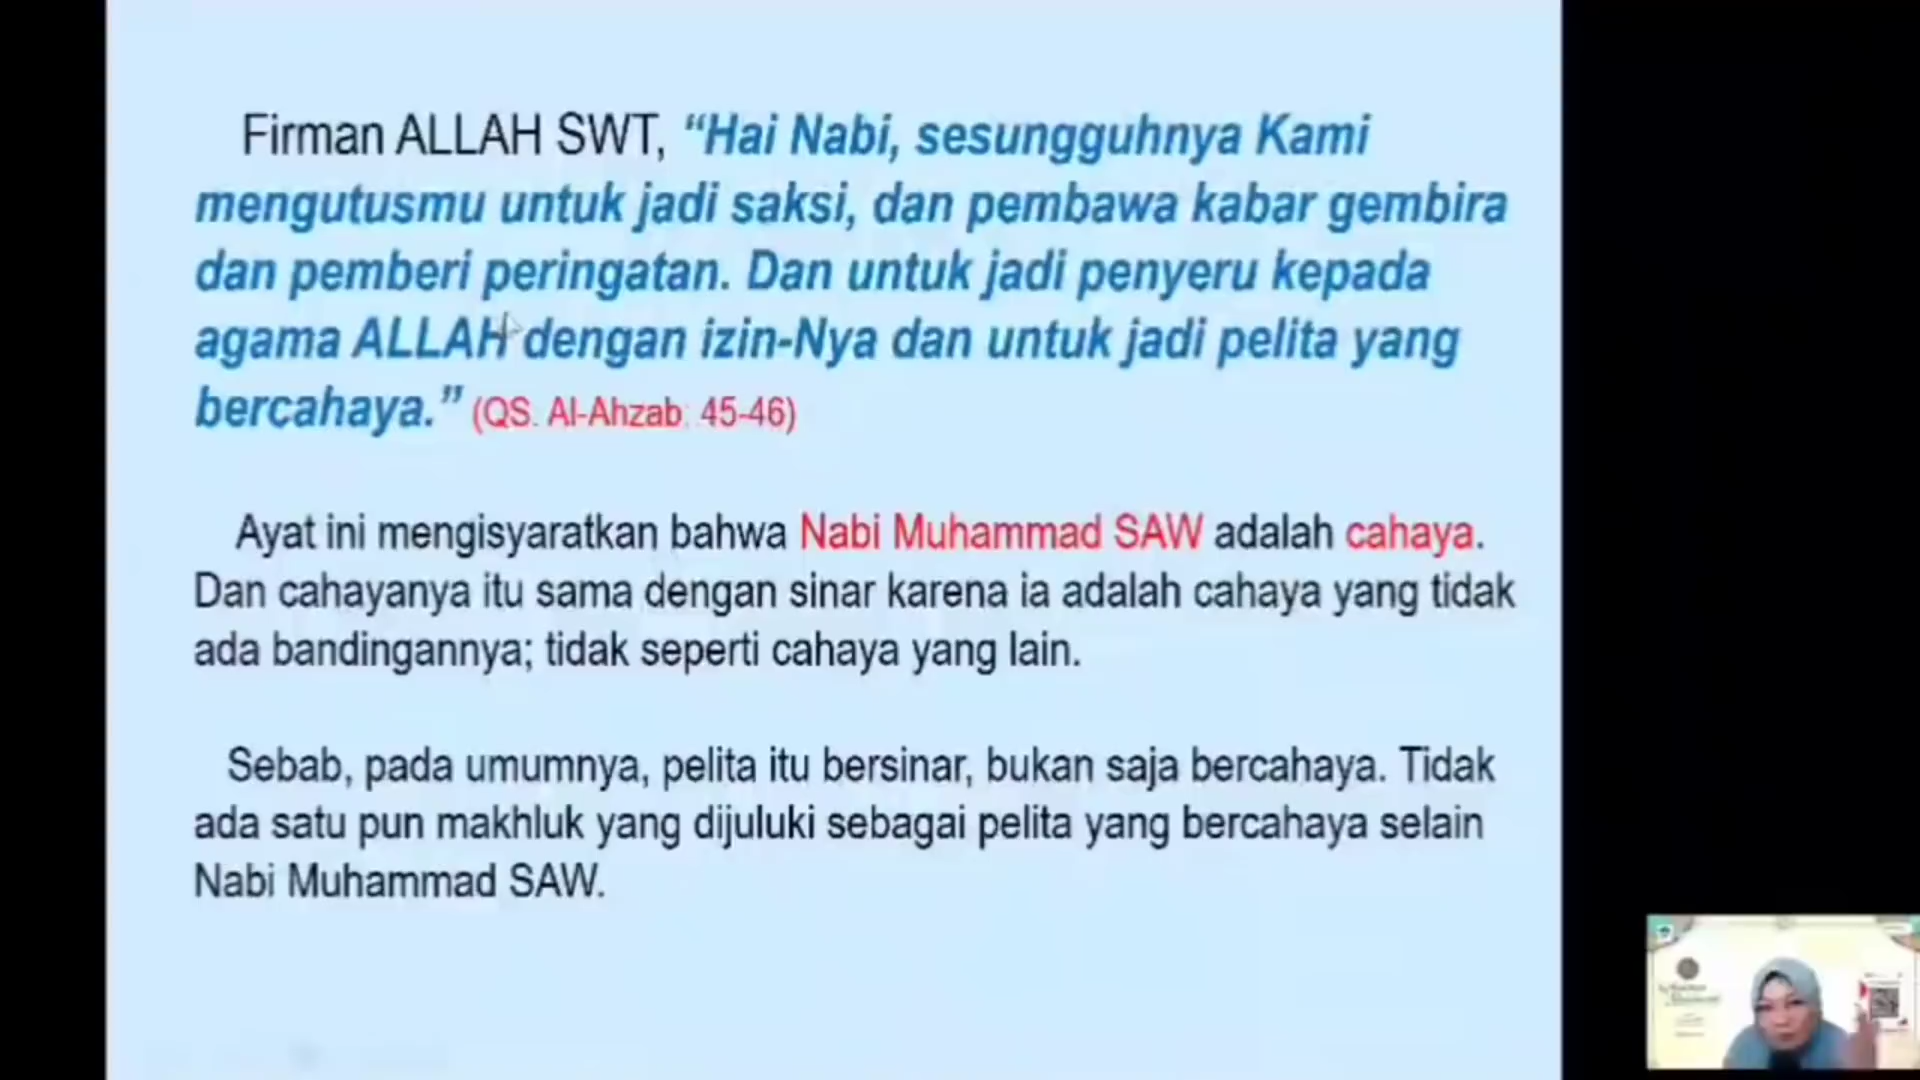 Firman ALLAH SWT, “Hai Nabi, sesungguhnya Kami
mengutusmu untuk jadi saksi, dan pembawa kabar gembira
dan pemberi peringatan. Dan untuk jadi penyeru kepada
agama ALLAH dengan izin-Nya dan untuk jadi pelita yang
bercahaya.” (QS. Al-Ahzab: 45-46)
Ayat ini mengisyaratkan bahwa Nabi Muhammad SAW adalah cahaya.
Dan cahayanya itu sama dengan sinar karena ia adalah cahaya yang tidak
ada bandingannya; tidak seperti cahaya yang lain.
Sebab, pada umumnya, pelita itu bersinar, bukan saja bercahaya. Tidak
ada satu pun makhluk yang dijuluki sebagai pelita yang bercahaya selain
Nabi Muhammad SAW.